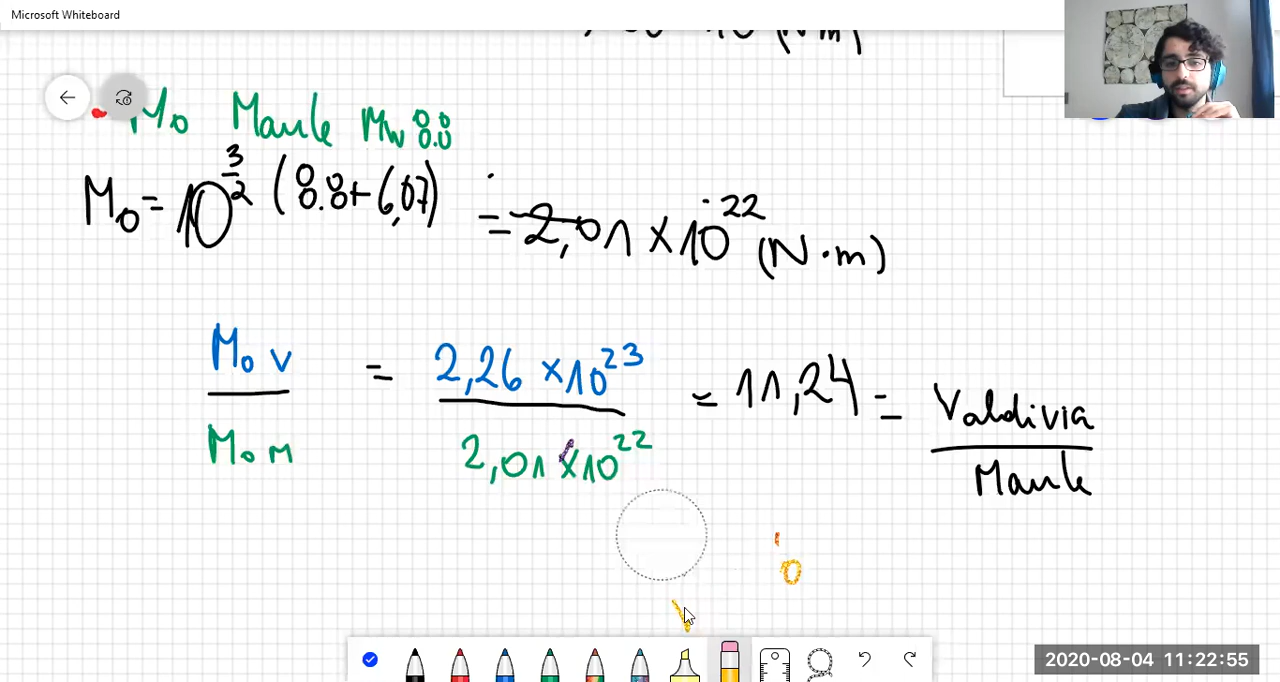 Microsoft Whiteboard
Mo Maule Mw 8.8
Mo = 10^3/2 (8.8 + 6,07) = 2,01 × 10^22 (N·m)
Mo V / Mo M = 2,26 × 10^23 / 2,01 × 10^22 = 11,24 = Valdivia / Maule
2020-08-04 11:22:55